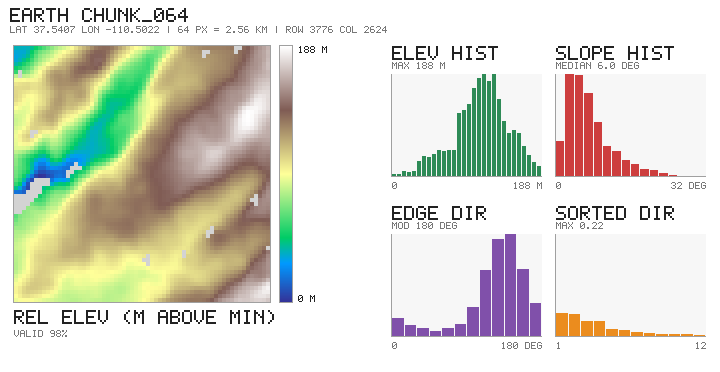 EARTH CHUNK_064
LAT 37.5407 LON -110.5022 | 64 PX = 2.56 KM | ROW 3776 COL 2624
188 M
0 M
REL ELEV (M ABOVE MIN)
VALID 98%
ELEV HIST
MAX 188 M
0 188 M
SLOPE HIST
MEDIAN 6.0 DEG
0 32 DEG
EDGE DIR
MOD 180 DEG
0 180 DEG
SORTED DIR
MAX 0.22
1 12